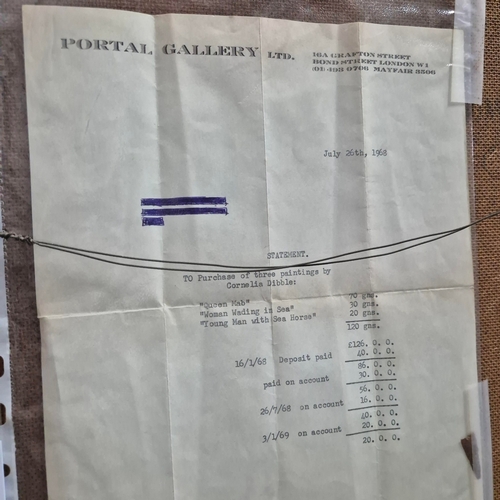 PORTAL GALLERY LTD.
16A GRAFTON STREET
BOND STREET LONDON W1
01-493 0706 MAYFAIR 3506
July 26th, 1968
STATEMENT.
TO Purchase of three paintings by
Cornelia Dibble:
"Queen Mab" 70 gns.
"Woman Wading in Sea" 30 gns.
"Young Man with Sea Horse" 20 gns.
120 gns.
£126. 0. 0.
16/1/68 Deposit paid 40. 0. 0.
86. 0. 0.
paid on account 30. 0. 0.
56. 0. 0.
26/7/68 on account 16. 0. 0.
40. 0. 0.
3/1/69 on account 20. 0. 0.
20. 0. 0.